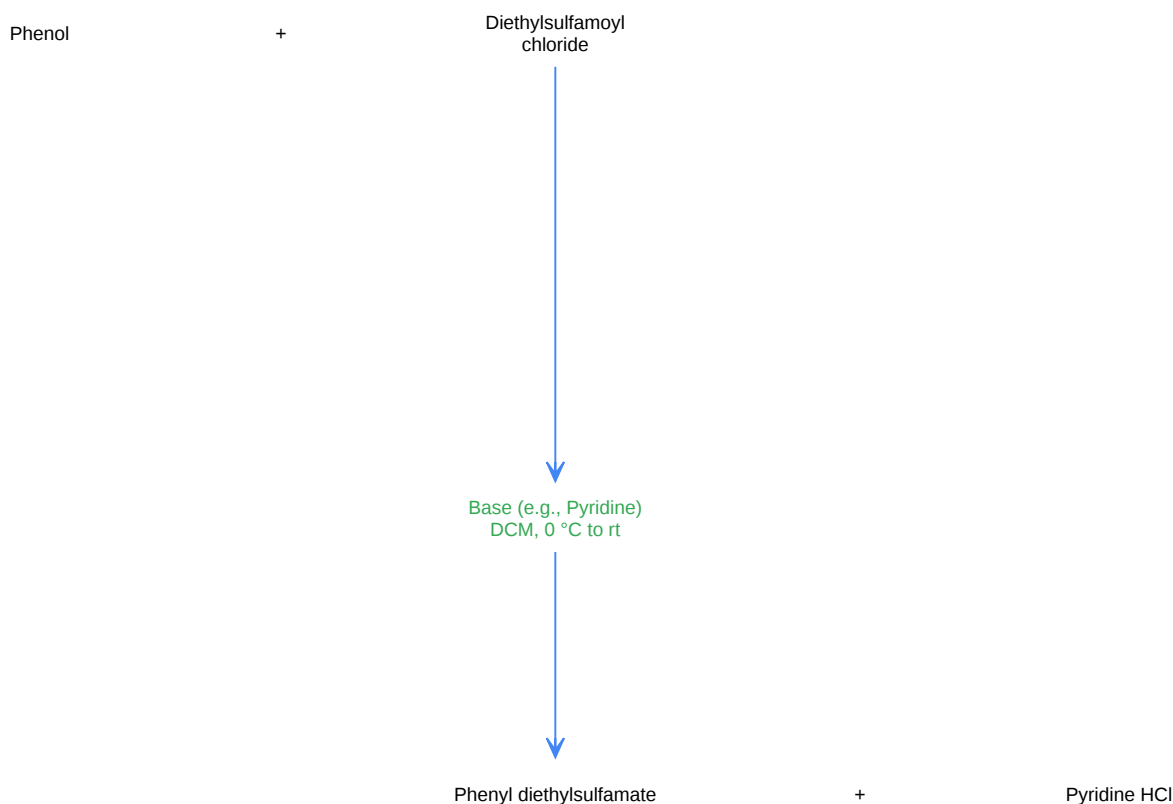 Phenol + Diethylsulfamoyl
chloride
Base (e.g., Pyridine)
DCM, 0 °C to rt
Phenyl diethylsulfamate + Pyridine HCl